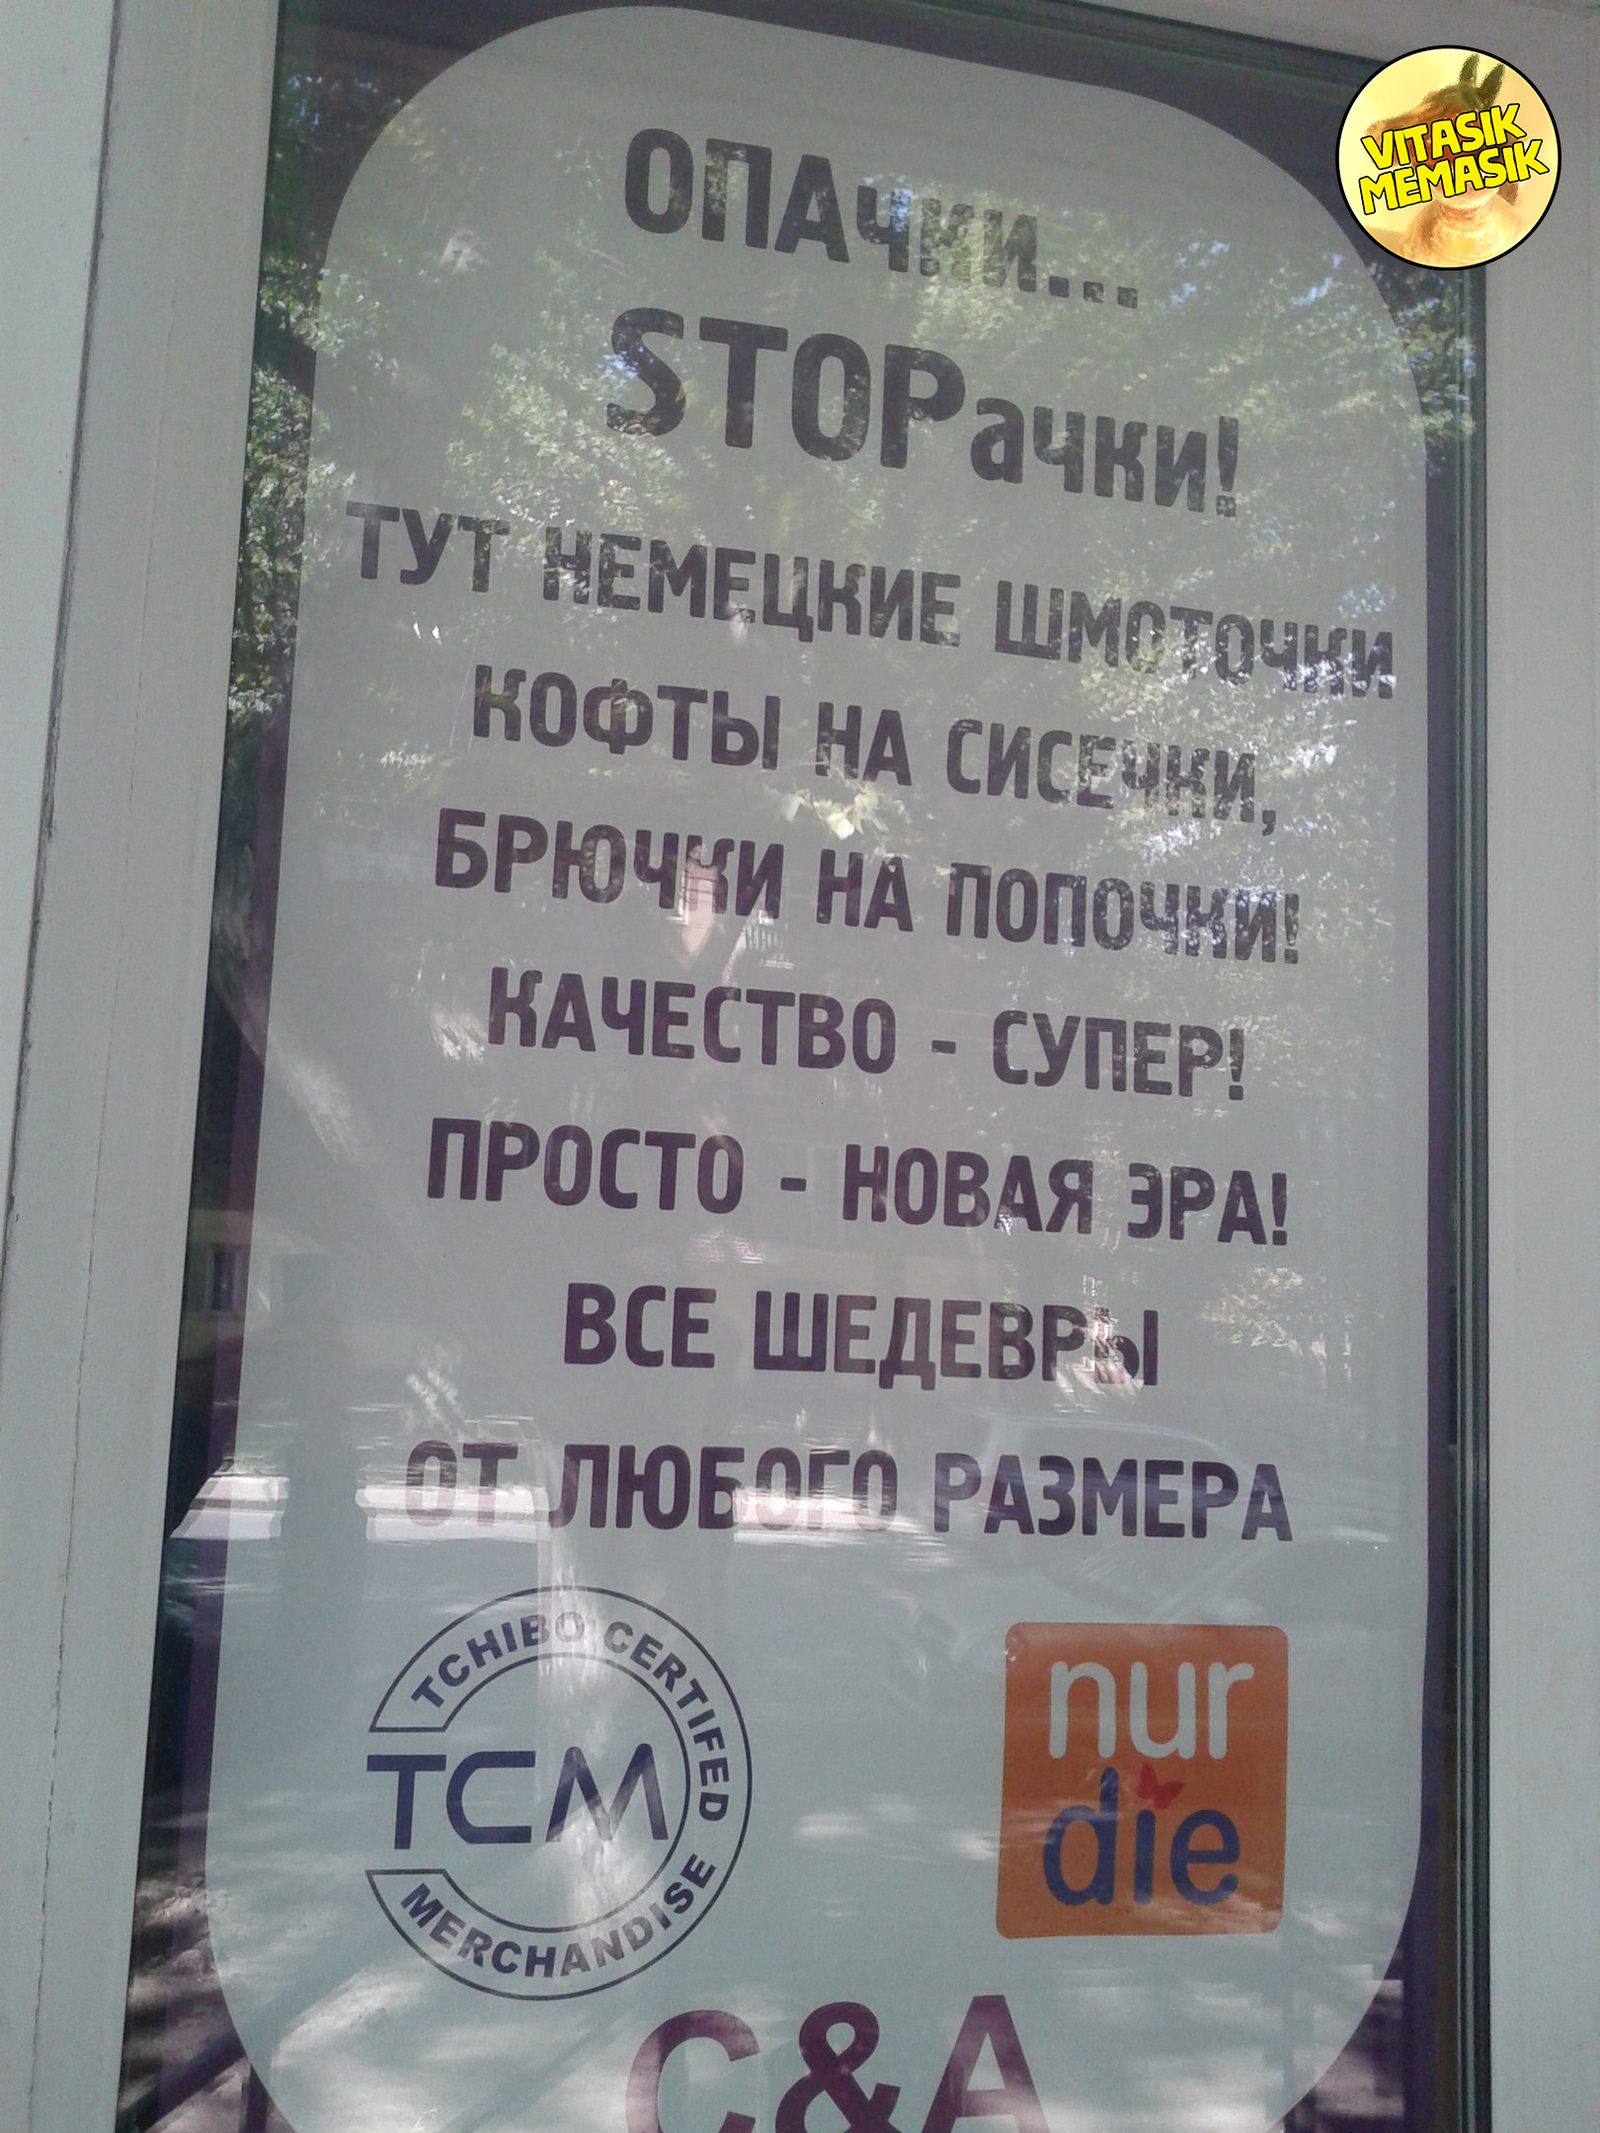 VITASIK
MEMASIK
ОПАчки...
STOPачки!
ТУТ НЕМЕЦКИЕ ШМОТОЧКИ
КОФТЫ НА СИСЕЧКИ,
БРЮЧКИ НА ПОПОЧКИ!
КАЧЕСТВО - СУПЕР!
ПРОСТО - НОВАЯ ЭРА!
ВСЕ ШЕДЕВРЫ
ОТ ЛЮБОГО РАЗМЕРА
TCHIBO CERTIFED
TCM
MERCHANDISE
nur
die
C&A